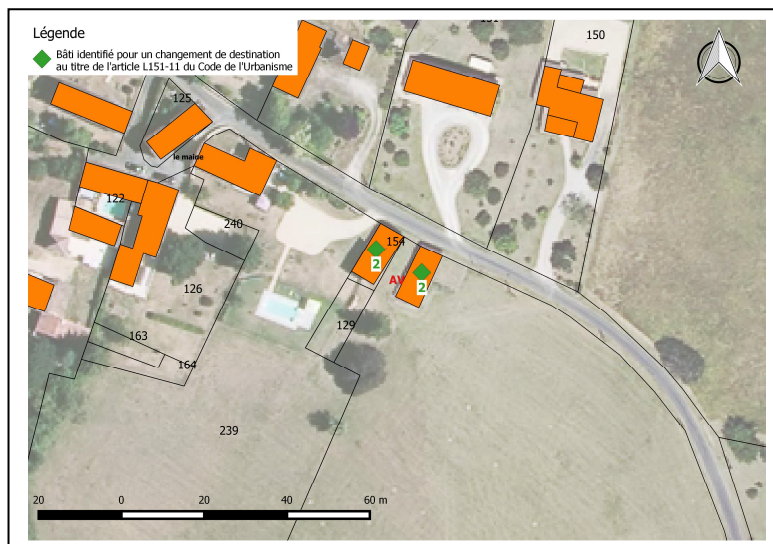 Légende
Bâti identifié pour un changement de destination
au titre de l'article L151-11 du Code de l'Urbanisme
151
150
125
le maine
122
240
154
2
AV
2
126
129
163
164
239
20 0 20 40 60 m